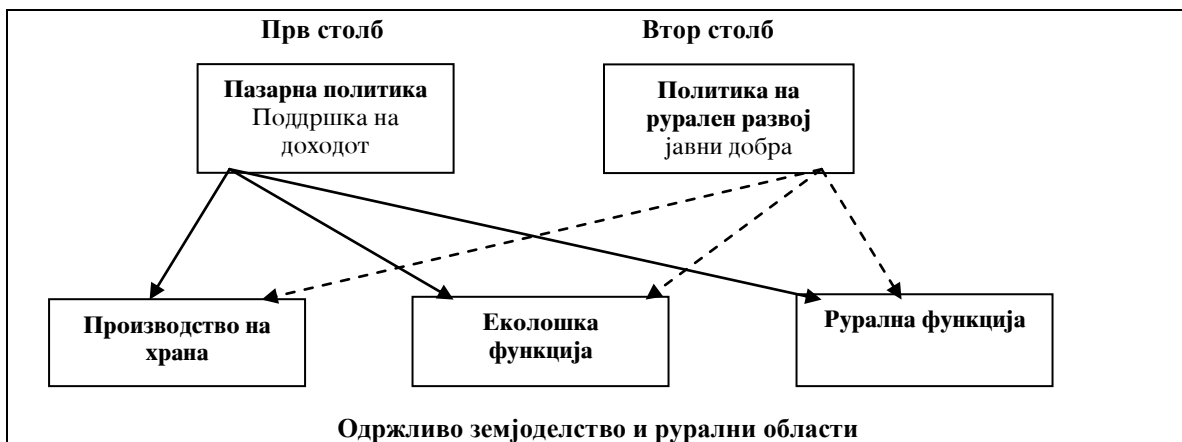 Прв столб
Втор столб
Пазарна политика
Поддршка на
доходот
Политика на
рурален развој
јавни добра
Производство на
храна
Еколошка
функција
Рурална функција
Одржливо земјоделство и рурални области